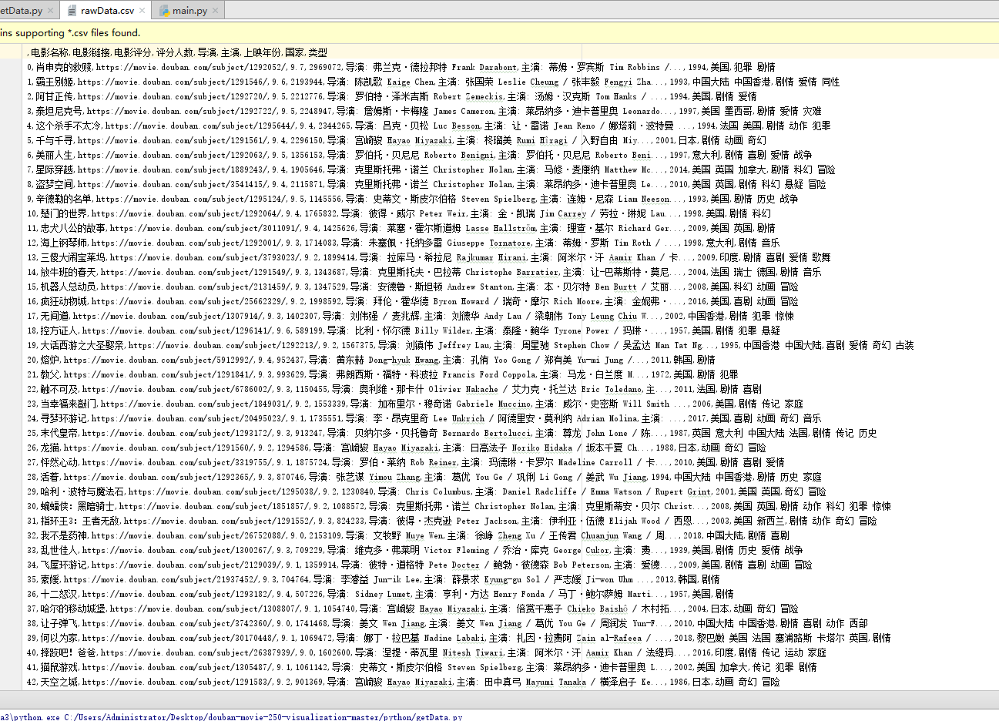 etData.py
rawData.csv
main.py
ins supporting *.csv files found.
,电影名称,电影链接,电影评分,评分人数,导演,主演,上映年份,国家,类型
0,肖申克的救赎,https://movie.douban.com/subject/1292052/,9.7,2969072,导演: 弗兰克·德拉邦特 Frank Darabont,主演: 蒂姆·罗宾斯 Tim Robbins /...,1994,美国,犯罪 剧情
1,霸王别姬,https://movie.douban.com/subject/1291546/,9.6,2193944,导演: 陈凯歌 Kaige Chen,主演: 张国荣 Leslie Cheung / 张丰毅 Fengyi Zha...,1993,中国大陆 中国香港,剧情 爱情 同性
2,阿甘正传,https://movie.douban.com/subject/1292720/,9.5,2212776,导演: 罗伯特·泽米吉斯 Robert Zemeckis,主演: 汤姆·汉克斯 Tom Hanks / ...,1994,美国,剧情 爱情
3,泰坦尼克号,https://movie.douban.com/subject/1292722/,9.5,2248947,导演: 詹姆斯·卡梅隆 James Cameron,主演: 莱昂纳多·迪卡普里奥 Leonardo...,1997,美国 墨西哥,剧情 爱情 灾难
4,这个杀手不太冷,https://movie.douban.com/subject/1295644/,9.4,2344265,导演: 吕克·贝松 Luc Besson,主演: 让·雷诺 Jean Reno / 娜塔莉·波特曼 ...,1994,法国 美国,剧情 动作 犯罪
5,千与千寻,https://movie.douban.com/subject/1291561/,9.4,2296150,导演: 宫崎骏 Hayao Miyazaki,主演: 柊瑠美 Rumi Hîragi / 入野自由 Miy...,2001,日本,剧情 动画 奇幻
6,美丽人生,https://movie.douban.com/subject/1292063/,9.5,1356153,导演: 罗伯托·贝尼尼 Roberto Benigni,主演: 罗伯托·贝尼尼 Roberto Beni...,1997,意大利,剧情 喜剧 爱情 战争
7,星际穿越,https://movie.douban.com/subject/1889243/,9.4,1905646,导演: 克里斯托弗·诺兰 Christopher Nolan,主演: 马修·麦康纳 Matthew Mc...,2014,美国 英国 加拿大,剧情 科幻 冒险
8,盗梦空间,https://movie.douban.com/subject/3541415/,9.4,2115871,导演: 克里斯托弗·诺兰 Christopher Nolan,主演: 莱昂纳多·迪卡普里奥 Le...,2010,美国 英国,剧情 科幻 悬疑 冒险
9,辛德勒的名单,https://movie.douban.com/subject/1295124/,9.5,1145556,导演: 史蒂文·斯皮尔伯格 Steven Spielberg,主演: 连姆·尼森 Liam Neeson...,1993,美国,剧情 历史 战争
10,楚门的世界,https://movie.douban.com/subject/1292064/,9.4,1765832,导演: 彼得·威尔 Peter Weir,主演: 金·凯瑞 Jim Carrey / 劳拉·琳妮 Lau...,1998,美国,剧情 科幻
11,忠犬八公的故事,https://movie.douban.com/subject/3011091/,9.4,1425626,导演: 莱塞·霍尔斯道姆 Lasse Hallström,主演: 理查·基尔 Richard Ger...,2009,美国 英国,剧情
12,海上钢琴师,https://movie.douban.com/subject/1292001/,9.3,1714083,导演: 朱塞佩·托纳多雷 Giuseppe Tornatore,主演: 蒂姆·罗斯 Tim Roth / ...,1998,意大利,剧情 音乐
13,三傻大闹宝莱坞,https://movie.douban.com/subject/3793023/,9.2,1899414,导演: 拉库马·希拉尼 Rajkumar Hirani,主演: 阿米尔·汗 Aamir Khan / 卡...,2009,印度,剧情 喜剧 爱情 歌舞
14,放牛班的春天,https://movie.douban.com/subject/1291549/,9.3,1343687,导演: 克里斯托夫·巴拉蒂 Christophe Barratier,主演: 让-巴蒂斯特·莫尼...,2004,法国 瑞士 德国,剧情 音乐
15,机器人总动员,https://movie.douban.com/subject/2131459/,9.3,1347529,导演: 安德鲁·斯坦顿 Andrew Stanton,主演: 本·贝尔特 Ben Burtt / 艾丽...,2008,美国,科幻 动画 冒险
16,疯狂动物城,https://movie.douban.com/subject/25662329/,9.2,1998592,导演: 拜伦·霍华德 Byron Howard / 瑞奇·摩尔 Rich Moore,主演: 金妮弗·...,2016,美国,喜剧 动画 冒险
17,无间道,https://movie.douban.com/subject/1307914/,9.3,1402307,导演: 刘伟强 / 麦兆辉,主演: 刘德华 Andy Lau / 梁朝伟 Tony Leung Chiu W...,2002,中国香港,剧情 犯罪 惊悚
18,控方证人,https://movie.douban.com/subject/1296141/,9.6,589199,导演: 比利·怀尔德 Billy Wilder,主演: 泰隆·鲍华 Tyrone Power / 玛琳·...,1957,美国,剧情 犯罪 悬疑
19,大话西游之大圣娶亲,https://movie.douban.com/subject/1292213/,9.2,1567375,导演: 刘镇伟 Jeffrey Lau,主演: 周星驰 Stephen Chow / 吴孟达 Man Tat Ng...,1995,中国香港 中国大陆,喜剧 爱情 奇幻 古装
20,熔炉,https://movie.douban.com/subject/5912992/,9.4,952437,导演: 黄东赫 Dong-hyuk Hwang,主演: 孔侑 Yoo Gong / 郑有美 Yu-mi Jung /...,2011,韩国,剧情
21,教父,https://movie.douban.com/subject/1291841/,9.3,993629,导演: 弗朗西斯·福特·科波拉 Francis Ford Coppola,主演: 马龙·白兰度 M...,1972,美国,剧情 犯罪
22,触不可及,https://movie.douban.com/subject/6786002/,9.3,1150455,导演: 奥利维·那卡什 Olivier Nakache / 艾力克·托兰达 Eric Toledano,主...,2011,法国,剧情 喜剧
23,当幸福来敲门,https://movie.douban.com/subject/1849031/,9.2,1553339,导演: 加布里尔·穆奇诺 Gabriele Muccino,主演: 威尔·史密斯 Will Smith ...,2006,美国,剧情 传记 家庭
24,寻梦环游记,https://movie.douban.com/subject/20495023/,9.1,1735551,导演: 李·昂克里奇 Lee Unkrich / 阿德里安·莫利纳 Adrian Molina,主演: ...,2017,美国,喜剧 动画 奇幻 音乐
25,末代皇帝,https://movie.douban.com/subject/1293172/,9.3,913247,导演: 贝纳尔多·贝托鲁奇 Bernardo Bertolucci,主演: 尊龙 John Lone / 陈...,1987,英国 意大利 中国大陆 法国,剧情 传记 历史
26,龙猫,https://movie.douban.com/subject/1291560/,9.2,1294586,导演: 宫崎骏 Hayao Miyazaki,主演: 日高法子 Noriko Hidaka / 坂本千夏 Ch...,1988,日本,动画 奇幻 冒险
27,怦然心动,https://movie.douban.com/subject/3319755/,9.1,1875724,导演: 罗伯·莱纳 Rob Reiner,主演: 玛德琳·卡罗尔 Madeline Carroll / 卡...,2010,美国,剧情 喜剧 爱情
28,活着,https://movie.douban.com/subject/1292365/,9.3,870746,导演: 张艺谋 Yimou Zhang,主演: 葛优 You Ge / 巩俐 Li Gong / 姜武 Wu Jiang,1994,中国大陆 中国香港,剧情 历史 家庭
29,哈利·波特与魔法石,https://movie.douban.com/subject/1295038/,9.2,1230840,导演: Chris Columbus,主演: Daniel Radcliffe / Emma Watson / Rupert Grint,2001,美国 英国,奇幻 冒险
30,蝙蝠侠：黑暗骑士,https://movie.douban.com/subject/1851857/,9.2,1088572,导演: 克里斯托弗·诺兰 Christopher Nolan,主演: 克里斯蒂安·贝尔 Christ...,2008,美国 英国,剧情 动作 科幻 犯罪 惊悚
31,指环王3：王者无敌,https://movie.douban.com/subject/1291552/,9.3,824233,导演: 彼得·杰克逊 Peter Jackson,主演: 伊利亚·伍德 Elijah Wood / 西恩...,2003,美国 新西兰,剧情 动作 奇幻 冒险
32,我不是药神,https://movie.douban.com/subject/26752088/,9.0,2153109,导演: 文牧野 Muye Wen,主演: 徐峥 Zheng Xu / 王传君 Chuanjun Wang / 周...,2018,中国大陆,剧情 喜剧
33,乱世佳人,https://movie.douban.com/subject/1300267/,9.3,709229,导演: 维克多·弗莱明 Victor Fleming / 乔治·库克 George Cukor,主演: 费...,1939,美国,剧情 历史 爱情 战争
34,飞屋环游记,https://movie.douban.com/subject/2129039/,9.1,1359914,导演: 彼特·道格特 Pete Docter / 鲍勃·彼德森 Bob Peterson,主演: 爱德...,2009,美国,剧情 喜剧 动画 冒险
35,素媛,https://movie.douban.com/subject/21937452/,9.3,704764,导演: 李濬益 Jun-ik Lee,主演: 薛景求 Kyung-gu Sol / 严志媛 Ji-won Uhm ...,2013,韩国,剧情
36,十二怒汉,https://movie.douban.com/subject/1293182/,9.4,507226,导演: Sidney Lumet,主演: 亨利·方达 Henry Fonda / 马丁·鲍尔萨姆 Marti...,1957,美国,剧情
37,哈尔的移动城堡,https://movie.douban.com/subject/1308807/,9.1,1054740,导演: 宫崎骏 Hayao Miyazaki,主演: 倍赏千惠子 Chieko Baishô / 木村拓...,2004,日本,动画 奇幻 冒险
38,让子弹飞,https://movie.douban.com/subject/3742360/,9.0,1741468,导演: 姜文 Wen Jiang,主演: 姜文 Wen Jiang / 葛优 You Ge / 周润发 Yun-F...,2010,中国大陆 中国香港,剧情 喜剧 动作 西部
39,何以为家,https://movie.douban.com/subject/30170448/,9.1,1069472,导演: 娜丁·拉巴基 Nadine Labaki,主演: 扎因·拉费阿 Zain al-Rafeea / ...,2018,黎巴嫩 美国 法国 塞浦路斯 卡塔尔 英国,剧情
40,摔跤吧！爸爸,https://movie.douban.com/subject/26387939/,9.0,1602600,导演: 涅提·蒂瓦里 Nitesh Tiwari,主演: 阿米尔·汗 Aamir Khan / 法缇玛...,2016,印度,剧情 传记 运动 家庭
41,猫鼠游戏,https://movie.douban.com/subject/1305487/,9.1,1061142,导演: 史蒂文·斯皮尔伯格 Steven Spielberg,主演: 莱昂纳多·迪卡普里奥 L...,2002,美国 加拿大,传记 犯罪 剧情
42,天空之城,https://movie.douban.com/subject/1291583/,9.2,901369,导演: 宫崎骏 Hayao Miyazaki,主演: 田中真弓 Mayumi Tanaka / 横泽启子 Ke...,1986,日本,动画 奇幻 冒险
a3\python.exe C:/Users/Administrator/Desktop/douban-movie-250-visualization-master/python/getData.py